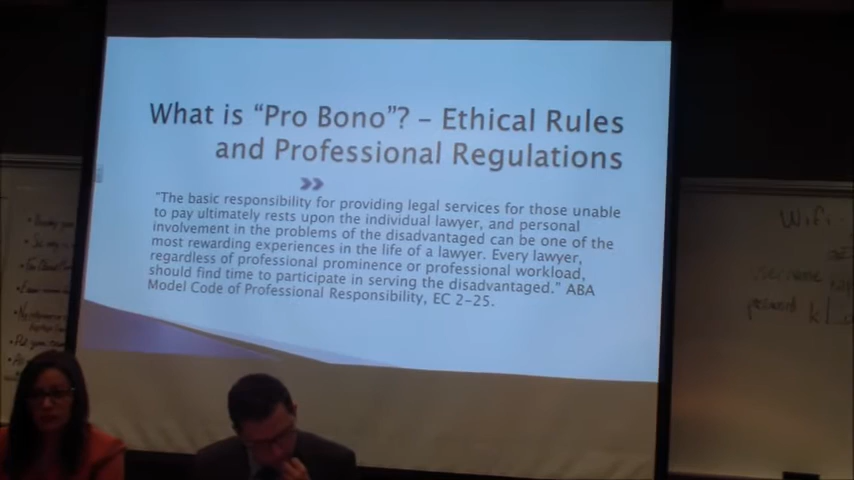 What is “Pro Bono”? – Ethical Rules
and Professional Regulations
"The basic responsibility for providing legal services for those unable
to pay ultimately rests upon the individual lawyer, and personal
involvement in the problems of the disadvantaged can be one of the
most rewarding experiences in the life of a lawyer. Every lawyer,
regardless of professional prominence or professional workload,
should find time to participate in serving the disadvantaged.” ABA
Model Code of Professional Responsibility, EC 2-25.
Wifi